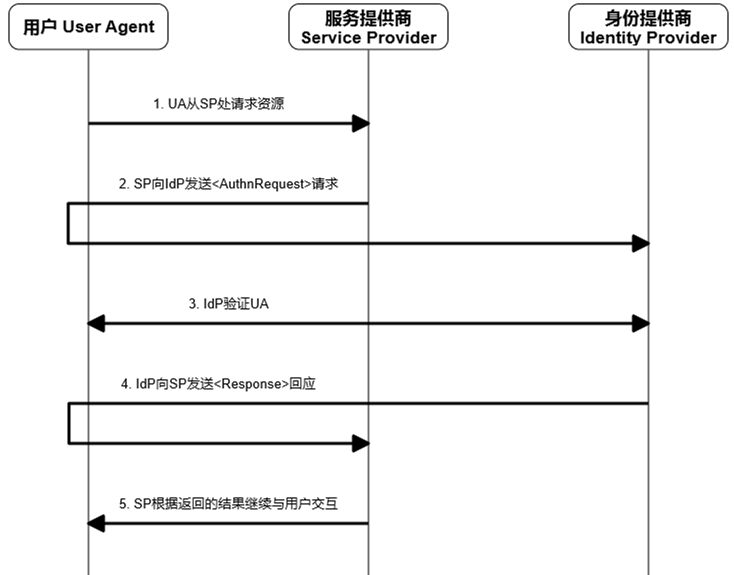 用户 User Agent
服务提供商
Service Provider
身份提供商
Identity Provider
1. UA从SP处请求资源
2. SP向IdP发送<AuthnRequest>请求
3. IdP验证UA
4. IdP向SP发送<Response>回应
5. SP根据返回的结果继续与用户交互